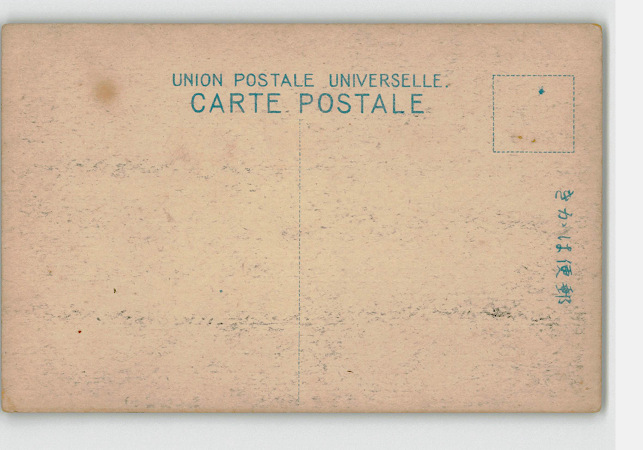 UNION POSTALE UNIVERSELLE.
CARTE POSTALE
郵便はかき